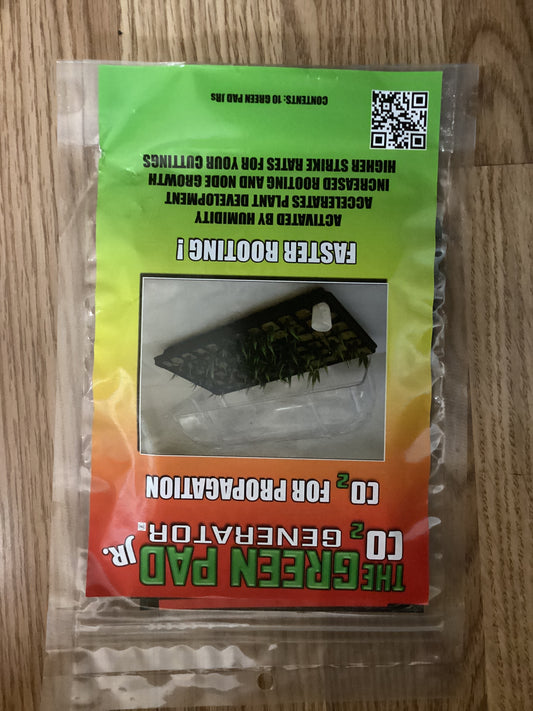 THE GREEN PAD JR.
CO2 GENERATOR™
CO2 FOR PROPAGATION
FASTER ROOTING!
ACTIVATED BY HUMIDITY
ACCELERATES PLANT DEVELOPMENT
INCREASED ROOTING AND NODE GROWTH
HIGHER STRIKE RATES FOR YOUR CUTTINGS
CONTENTS: 10 GREEN PAD JRs